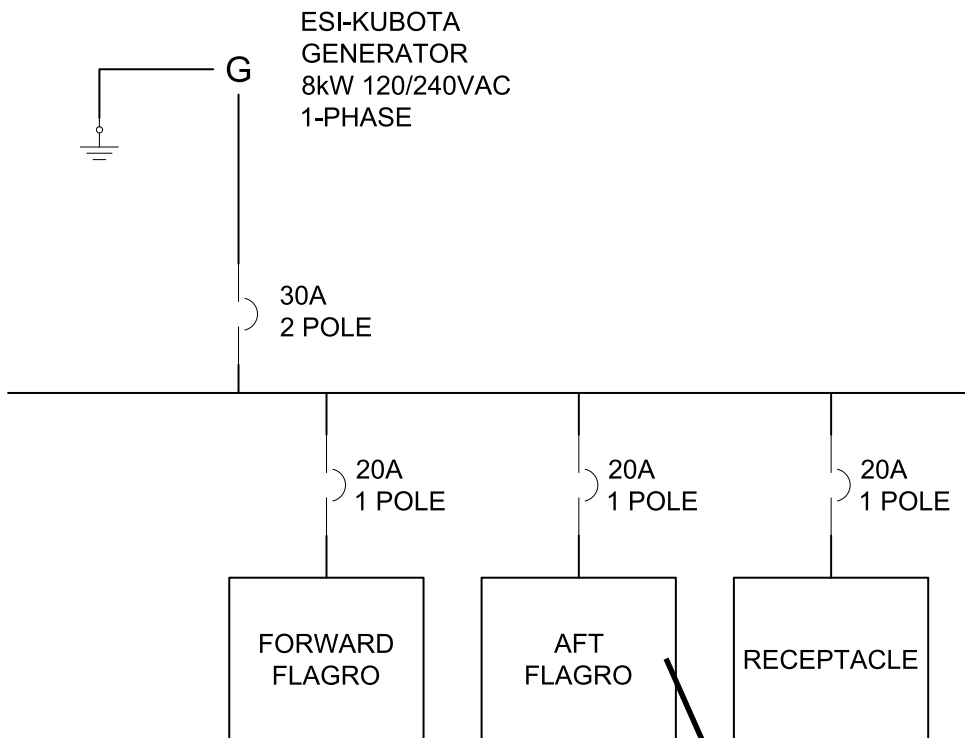 ESI-KUBOTA
GENERATOR
8kW 120/240VAC
1-PHASE
G
30A
2 POLE
20A
1 POLE
20A
1 POLE
20A
1 POLE
FORWARD
FLAGRO
AFT
FLAGRO
RECEPTACLE